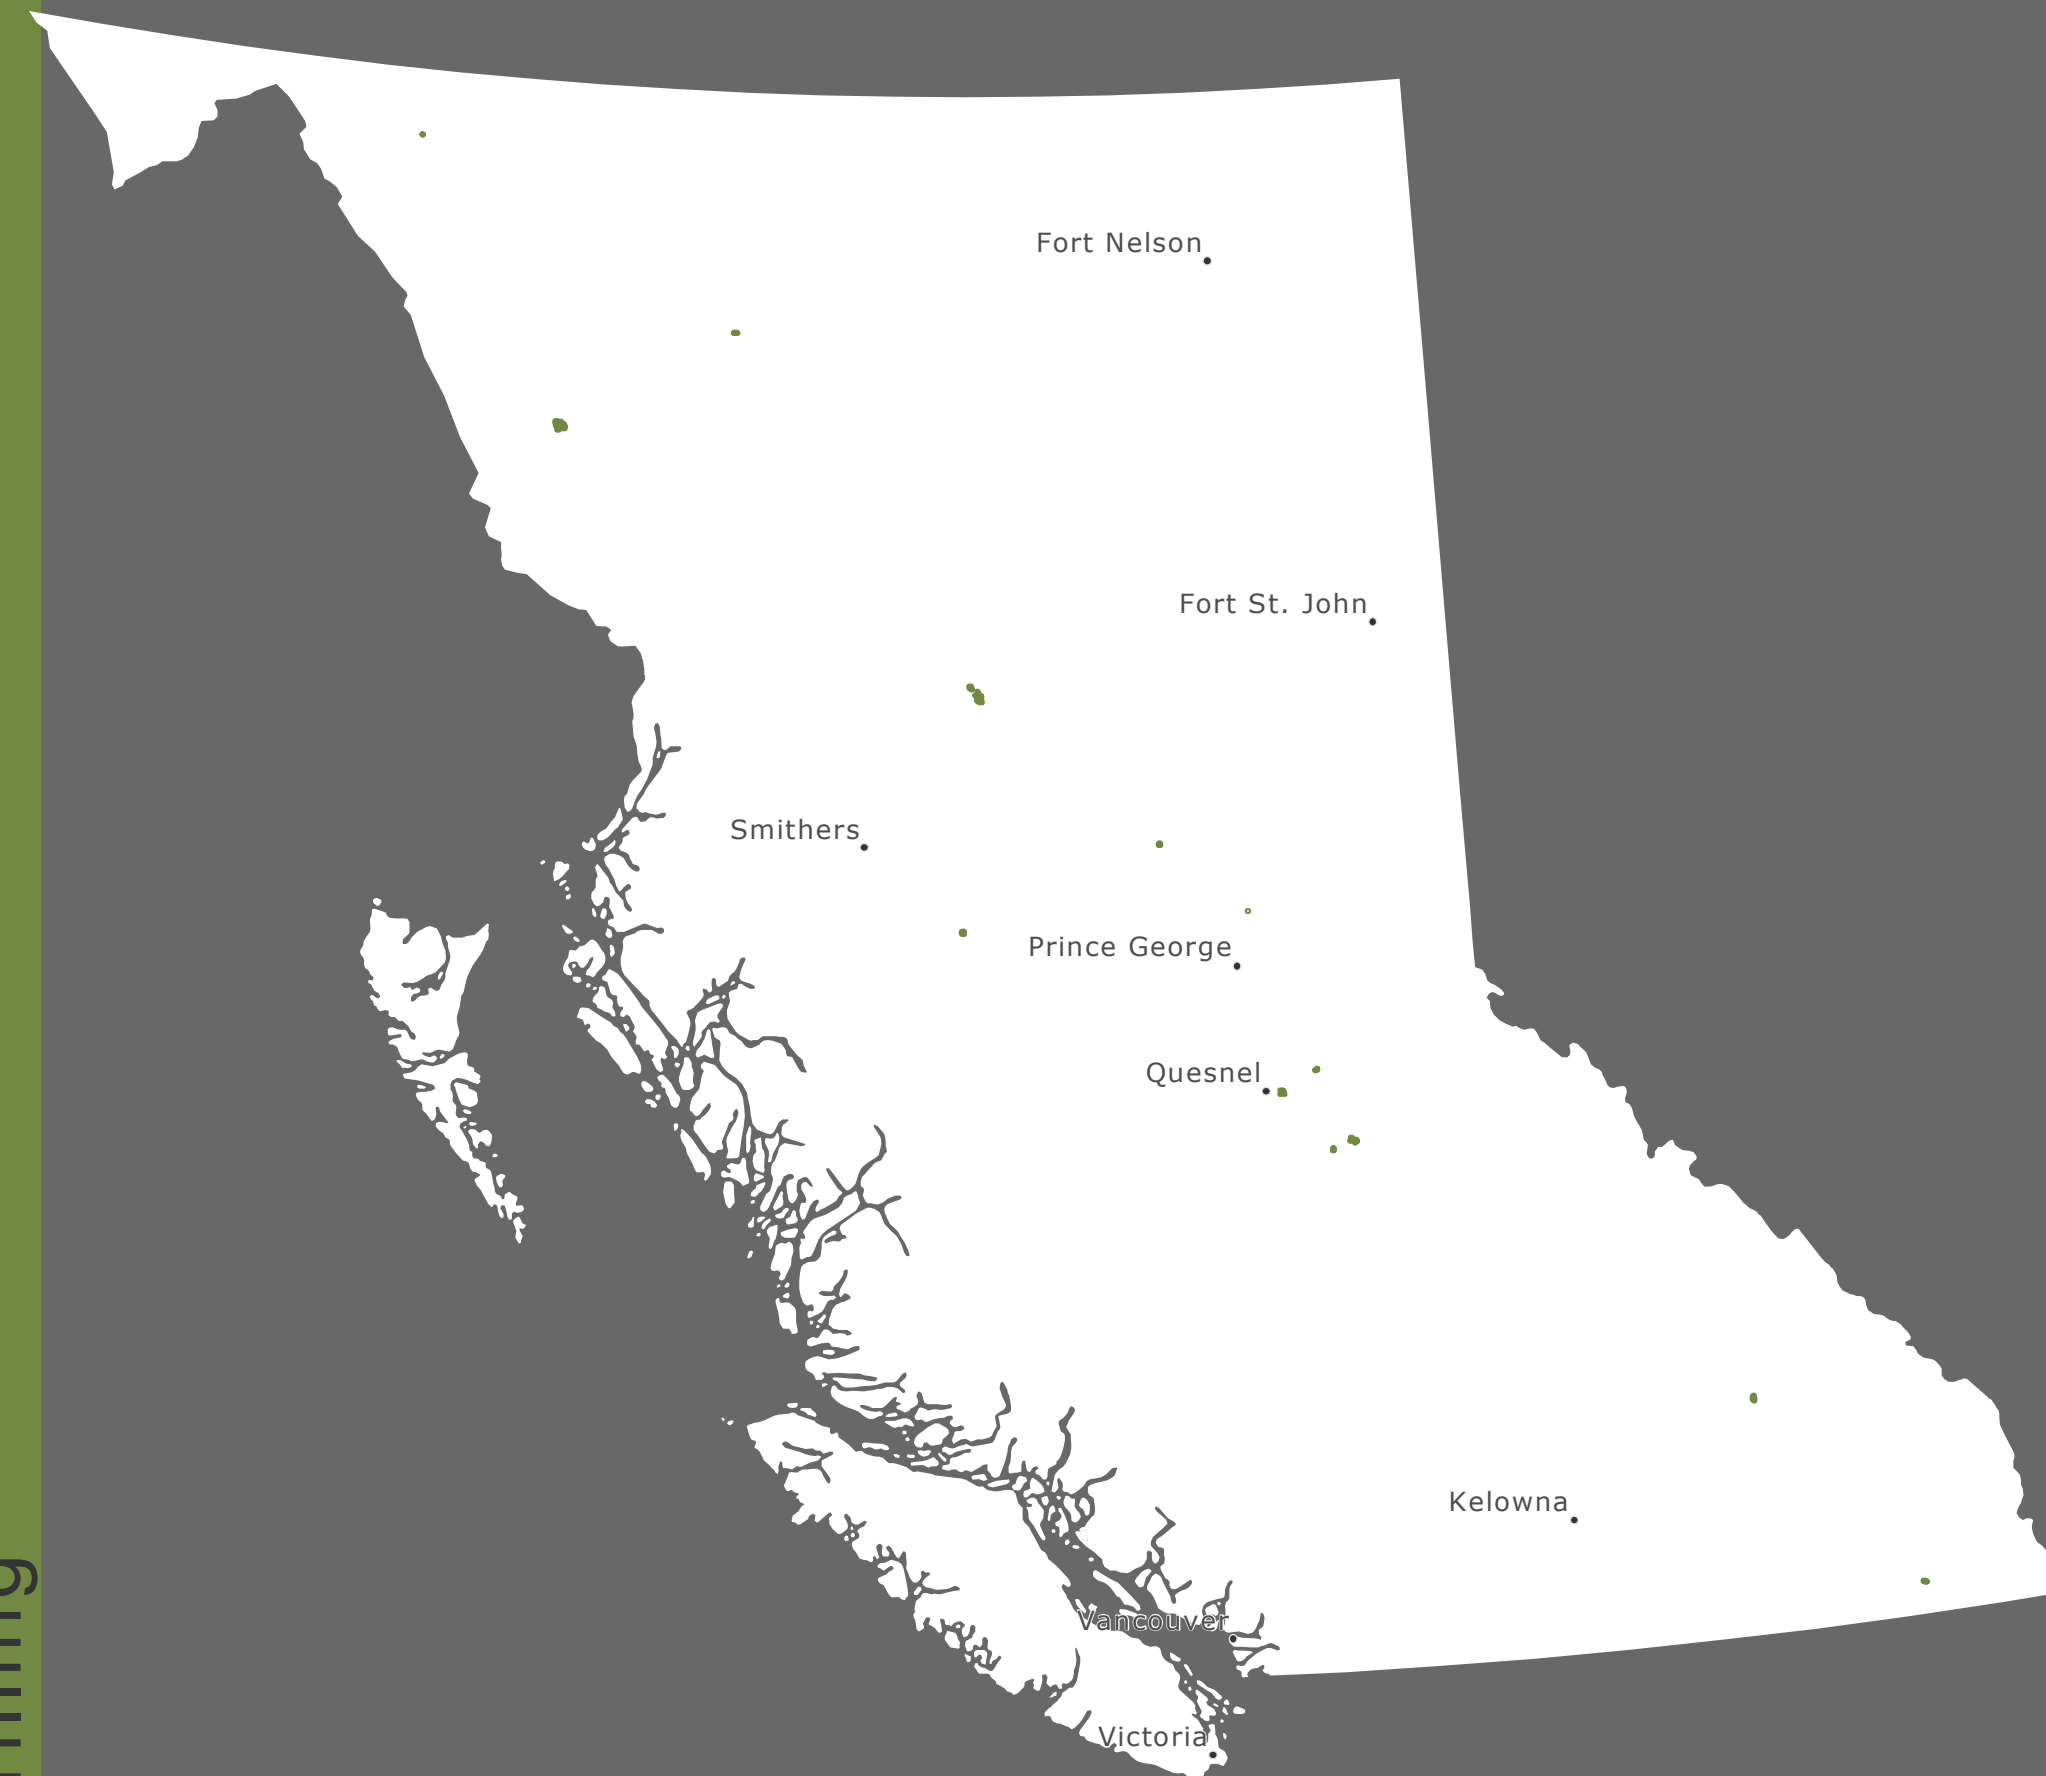 Fort Nelson
Fort St. John
Smithers
Prince George
Quesnel
Kelowna
Vancouver
Victoria